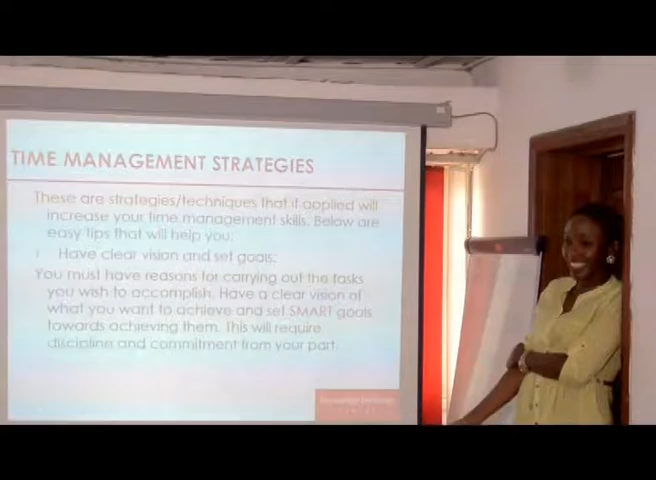 TIME MANAGEMENT STRATEGIES
These are strategies/techniques that if applied will
increase your time management skills. Below are
easy tips that will help you:
Have clear vision and set goals:
You must have reasons for carrying out the tasks
you wish to accomplish. Have a clear vision of
what you want to achieve and set SMART goals
towards achieving them. This will require
discipline and commitment from your part.